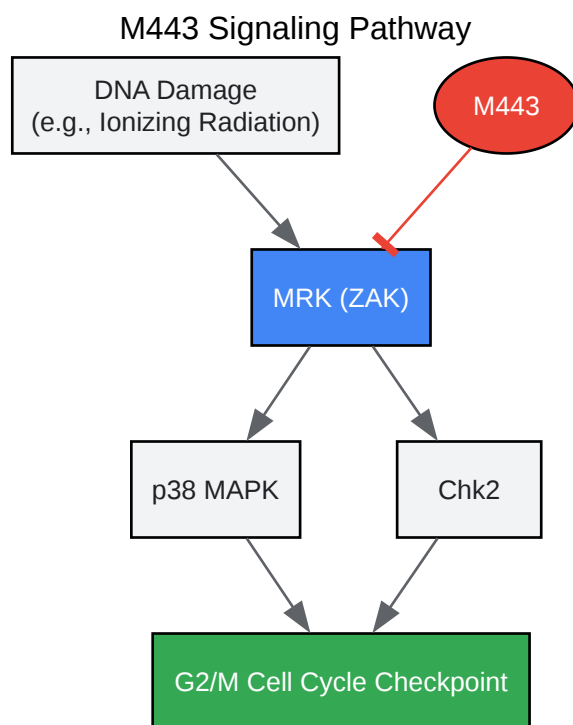 M443 Signaling Pathway
DNA Damage
(e.g., Ionizing Radiation)
M443
MRK (ZAK)
p38 MAPK
Chk2
G2/M Cell Cycle Checkpoint